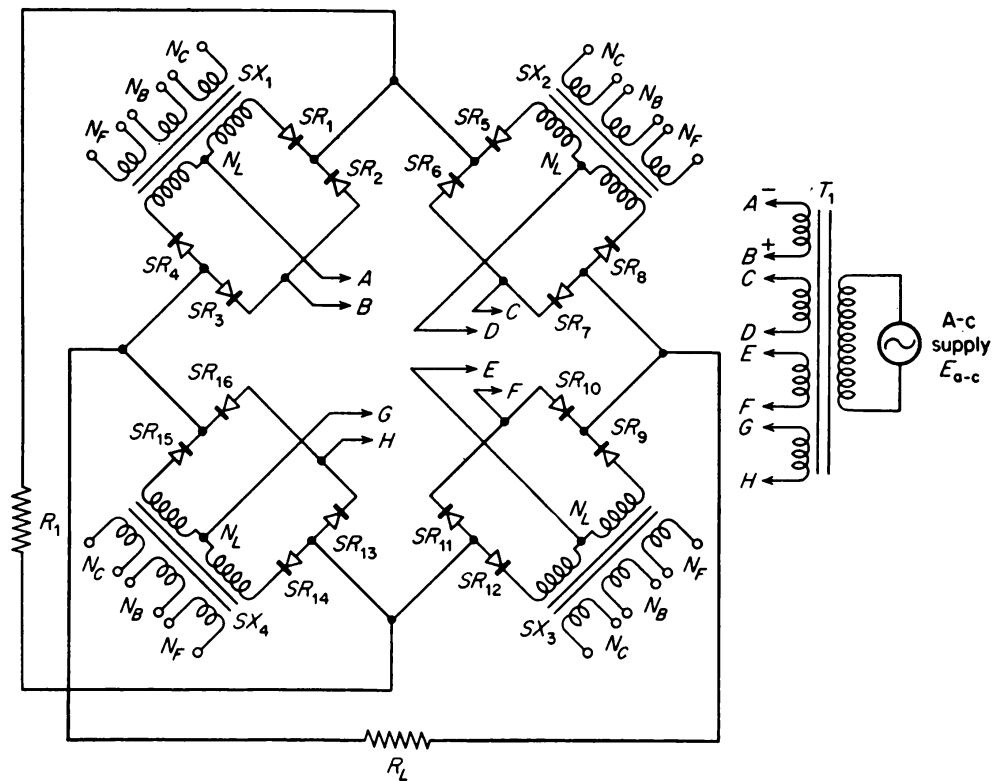 N_C
SX_1
N_B
N_F
SR_1
N_L
SR_2
SR_4
SR_3
A
B
N_C
SX_2
N_B
SR_5
N_F
SR_6
N_L
SR_8
SR_7
C
D
A −
T_1
B +
C
D
E
F
G
H
A-c
supply
E_{a-c}
SR_16
SR_15
G
H
N_L
SR_13
SR_14
N_C
N_B
SX_4
N_F
E
F
SR_10
SR_9
N_L
SR_11
SR_12
N_F
N_B
SX_3
N_C
R_1
R_L